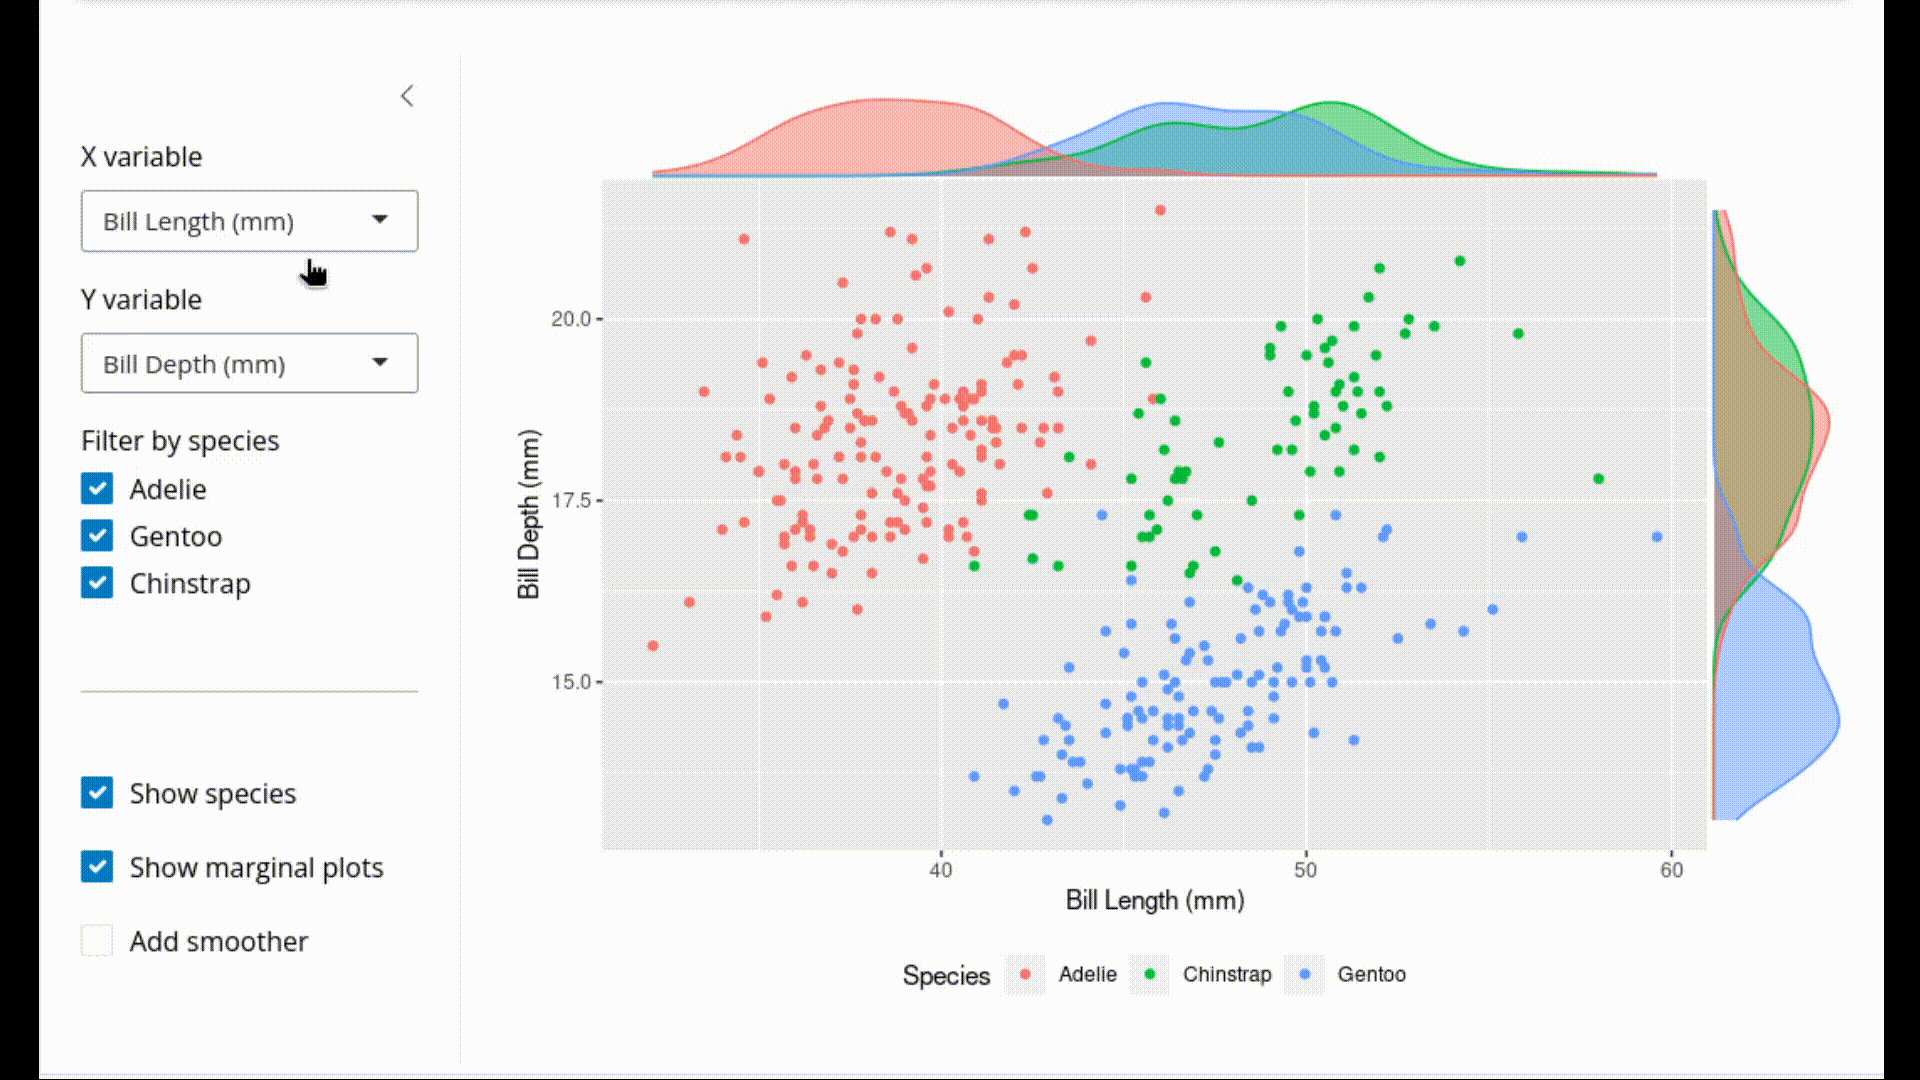 X variable
Bill Length (mm)
Y variable
Bill Depth (mm)
Filter by species
Adelie
Gentoo
Chinstrap
Show species
Show marginal plots
Add smoother
Bill Depth (mm)
20.0
17.5
15.0
40 50 60
Bill Length (mm)
Species Adelie Chinstrap Gentoo